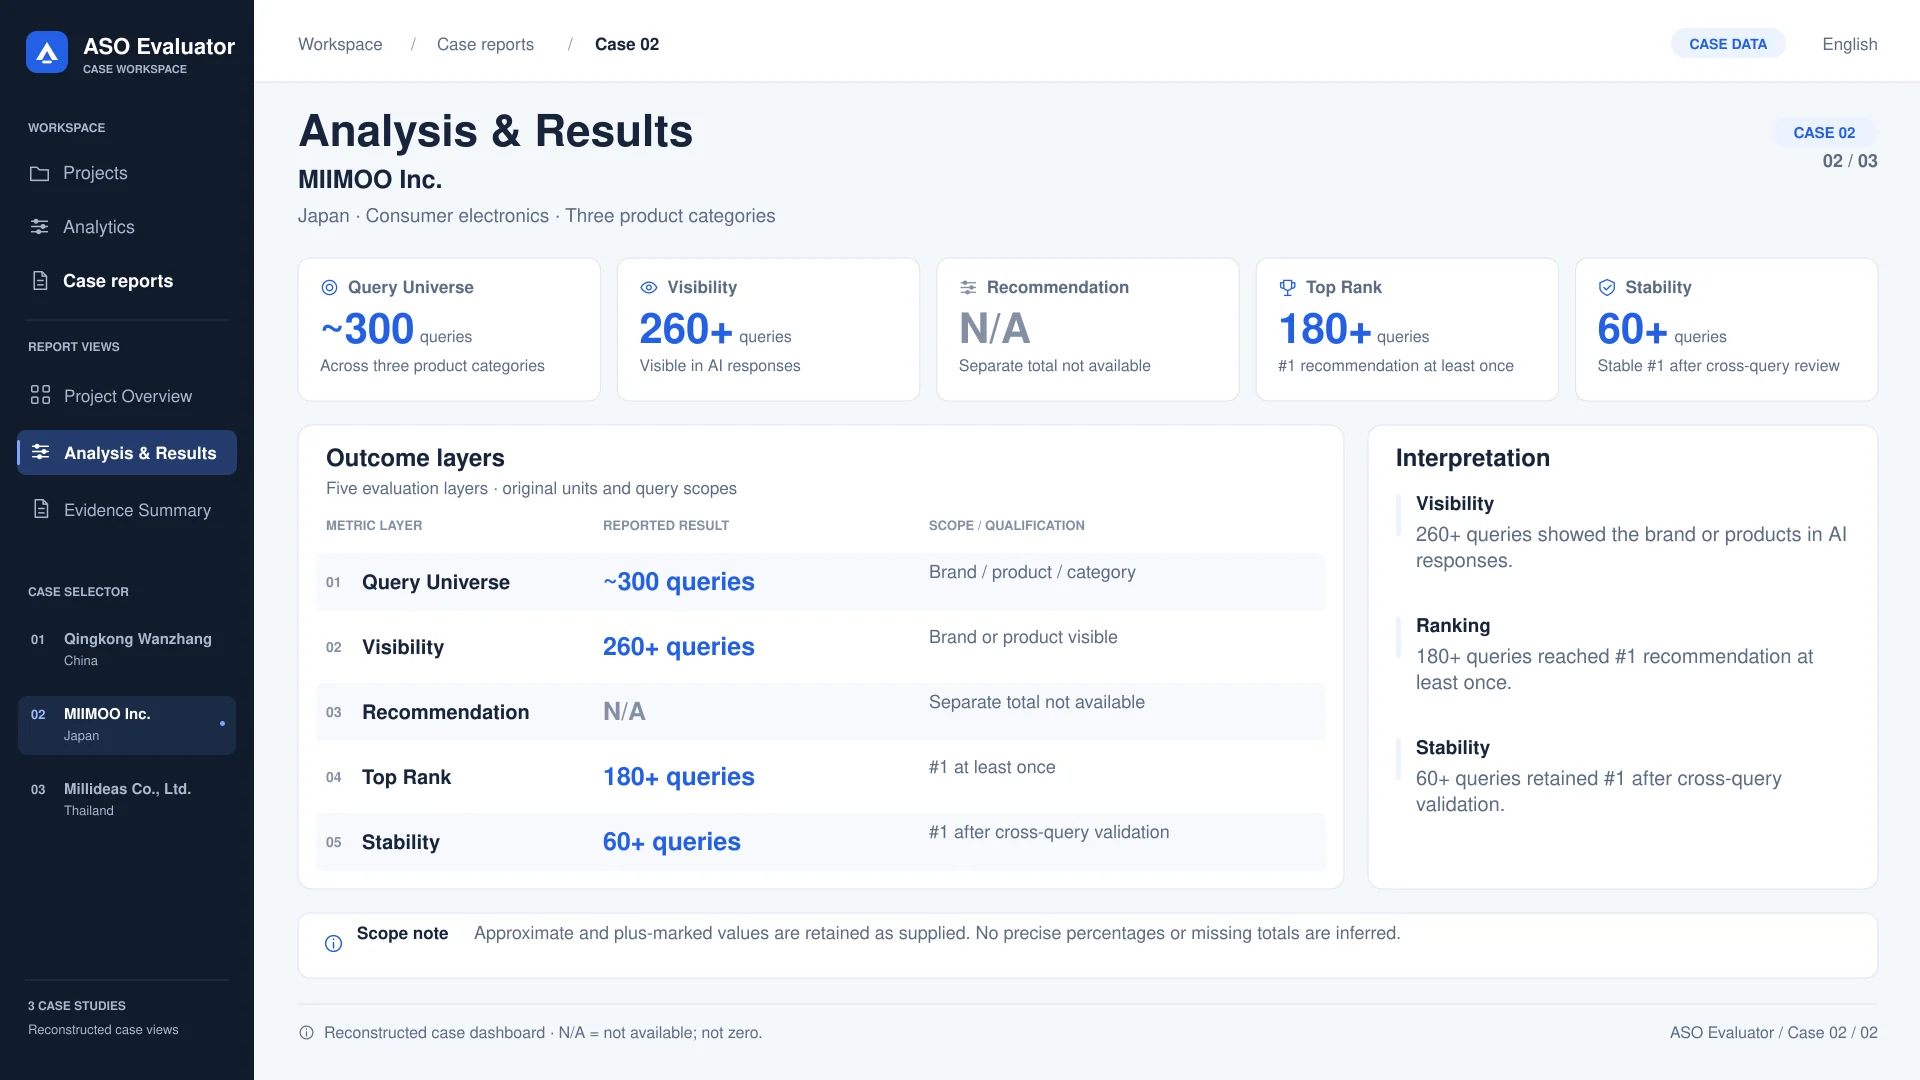 ASO Evaluator
CASE WORKSPACE
WORKSPACE
Projects
Analytics
Case reports
REPORT VIEWS
Project Overview
Analysis & Results
Evidence Summary
CASE SELECTOR
01 Qingkong Wanzhang
China
02 MIIMOO Inc.
Japan
03 Millideas Co., Ltd.
Thailand
3 CASE STUDIES
Reconstructed case views
Workspace / Case reports / Case 02
CASE DATA
English
Analysis & Results
MIIMOO Inc.
Japan · Consumer electronics · Three product categories
CASE 02
02 / 03
Query Universe
~300 queries
Across three product categories
Visibility
260+ queries
Visible in AI responses
Recommendation
N/A
Separate total not available
Top Rank
180+ queries
#1 recommendation at least once
Stability
60+ queries
Stable #1 after cross-query review
Outcome layers
Five evaluation layers · original units and query scopes
METRIC LAYER REPORTED RESULT SCOPE / QUALIFICATION
01 Query Universe ~300 queries Brand / product / category
02 Visibility 260+ queries Brand or product visible
03 Recommendation N/A Separate total not available
04 Top Rank 180+ queries #1 at least once
05 Stability 60+ queries #1 after cross-query validation
Interpretation
Visibility
260+ queries showed the brand or products in AI
responses.
Ranking
180+ queries reached #1 recommendation at
least once.
Stability
60+ queries retained #1 after cross-query
validation.
Scope note Approximate and plus-marked values are retained as supplied. No precise percentages or missing totals are inferred.
Reconstructed case dashboard · N/A = not available; not zero.
ASO Evaluator / Case 02 / 02